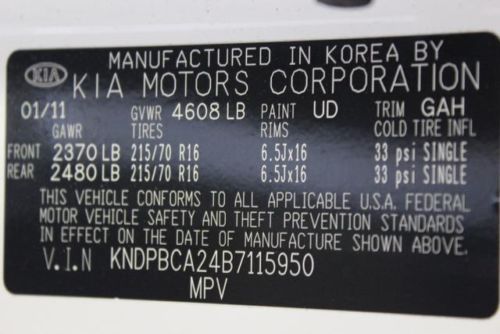 MANUFACTURED IN KOREA BY
KIA KIA MOTORS CORPORATION
01/11 GVWR 4608 LB PAINT UD TRIM GAH
GAWR TIRES RIMS COLD TIRE INFL
FRONT 2370 LB 215/70 R16 6.5Jx16 33 psi SINGLE
REAR 2480 LB 215/70 R16 6.5Jx16 33 psi SINGLE
THIS VEHICLE CONFORMS TO ALL APPLICABLE U.S.A. FEDERAL
MOTOR VEHICLE SAFETY AND THEFT PREVENTION STANDARDS
IN EFFECT ON THE DATE OF MANUFACTURE SHOWN ABOVE.
V.I.N KNDPBCA24B7115950
MPV